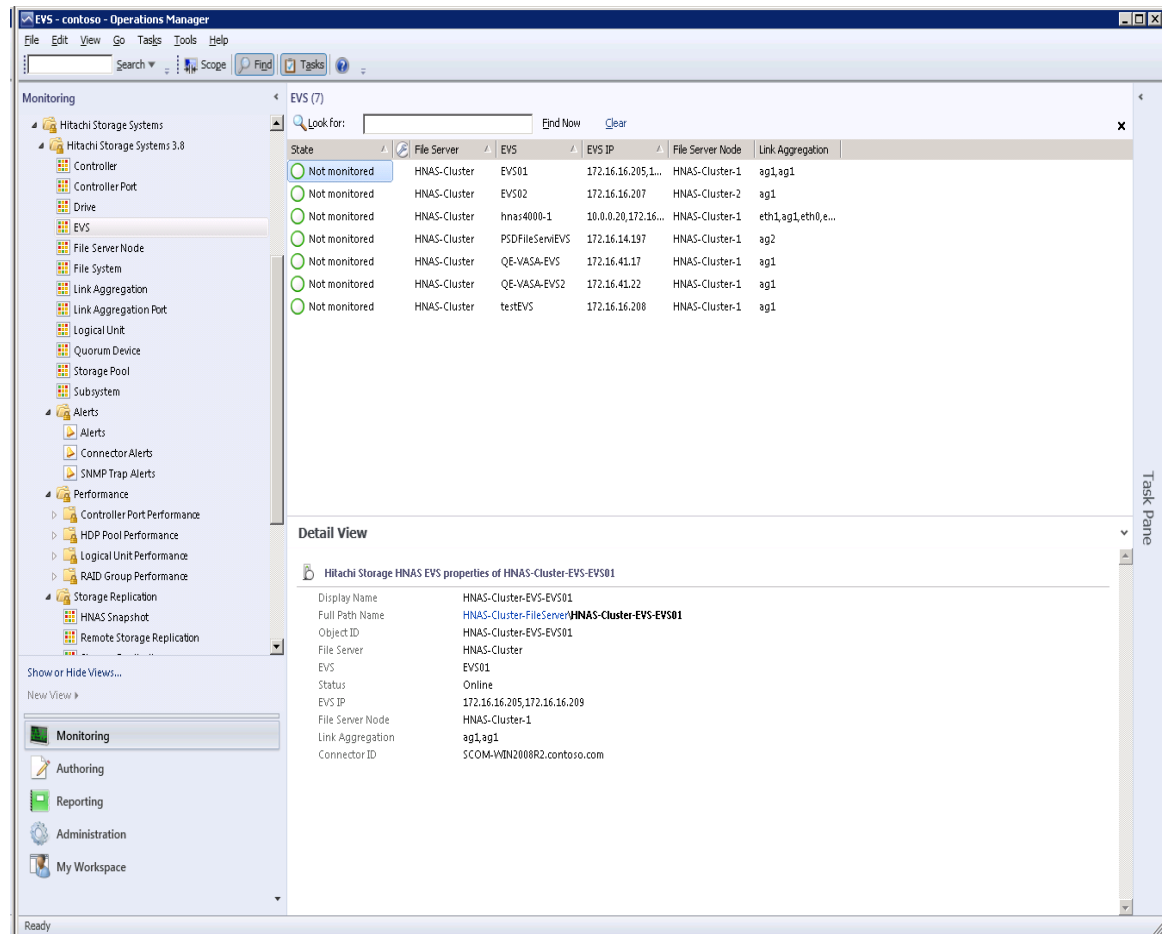 EVS - contoso - Operations Manager
File Edit View Go Tasks Tools Help
Search Scope Find Tasks
Monitoring
Hitachi Storage Systems
Hitachi Storage Systems 3.8
Controller
Controller Port
Drive
EVS
File Server Node
File System
Link Aggregation
Link Aggregation Port
Logical Unit
Quorum Device
Storage Pool
Subsystem
Alerts
Alerts
Connector Alerts
SNMP Trap Alerts
Performance
Controller Port Performance
HDP Pool Performance
Logical Unit Performance
RAID Group Performance
Storage Replication
HNAS Snapshot
Remote Storage Replication
Show or Hide Views...
New View
Monitoring
Authoring
Reporting
Administration
My Workspace
EVS (7)
Look for: Find Now Clear x
State File Server EVS EVS IP File Server Node Link Aggregation
Not monitored HNAS-Cluster EVS01 172.16.16.205,1... HNAS-Cluster-1 ag1,ag1
Not monitored HNAS-Cluster EVS02 172.16.16.207 HNAS-Cluster-2 ag1
Not monitored HNAS-Cluster hnas4000-1 10.0.0.20,172.16... HNAS-Cluster-1 eth1,ag1,eth0,e...
Not monitored HNAS-Cluster PSDFileServiEVS 172.16.14.197 HNAS-Cluster-1 ag2
Not monitored HNAS-Cluster QE-VASA-EVS 172.16.41.17 HNAS-Cluster-1 ag1
Not monitored HNAS-Cluster QE-VASA-EVS2 172.16.41.22 HNAS-Cluster-1 ag1
Not monitored HNAS-Cluster testEVS 172.16.16.208 HNAS-Cluster-1 ag1
Detail View
Hitachi Storage HNAS EVS properties of HNAS-Cluster-EVS-EVS01
Display Name HNAS-Cluster-EVS-EVS01
Full Path Name HNAS-Cluster-FileServer\HNAS-Cluster-EVS-EVS01
Object ID HNAS-Cluster-EVS-EVS01
File Server HNAS-Cluster
EVS EVS01
Status Online
EVS IP 172.16.16.205,172.16.16.209
File Server Node HNAS-Cluster-1
Link Aggregation ag1,ag1
Connector ID SCOM-WIN2008R2.contoso.com
Task Pane
Ready